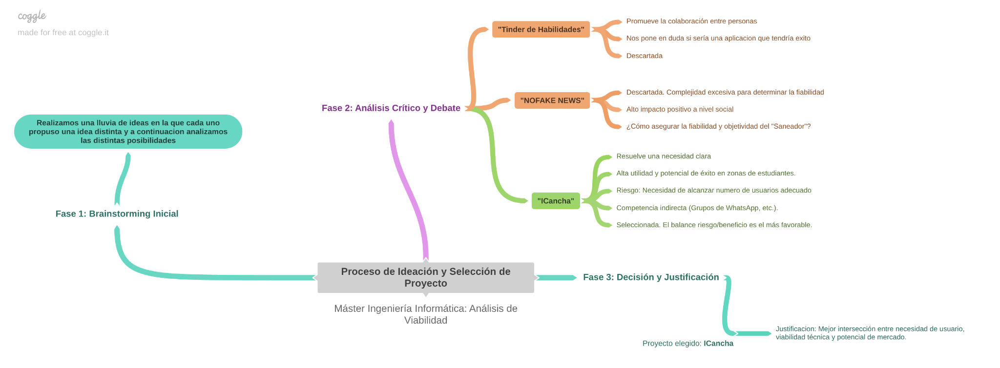 coggle
made for free at coggle.it
"Tinder de Habilidades"
Promueve la colaboración entre personas
Nos pone en duda si sería una aplicacion que tendría exito
Descartada
Fase 2: Análisis Crítico y Debate
"NOFAKE NEWS"
Descartada. Complejidad excesiva para determinar la fiabilidad
Alto impacto positivo a nivel social
¿Cómo asegurar la fiabilidad y objetividad del "Saneador"?
Realizamos una lluvia de ideas en la que cada uno
propuso una idea distinta y a continuacion analizamos
las distintas posibilidades
"ICancha"
Resuelve una necesidad clara
Alta utilidad y potencial de éxito en zonas de estudiantes.
Riesgo: Necesidad de alcanzar numero de usuarios adecuado
Competencia indirecta (Grupos de WhatsApp, etc.).
Seleccionada. El balance riesgo/beneficio es el más favorable.
Fase 1: Brainstorming Inicial
Proceso de Ideación y Selección de
Proyecto
Máster Ingeniería Informática: Análisis de
Viabilidad
Fase 3: Decisión y Justificación
Proyecto elegido: ICancha
Justificacion: Mejor intersección entre necesidad de usuario,
viabilidad técnica y potencial de mercado.